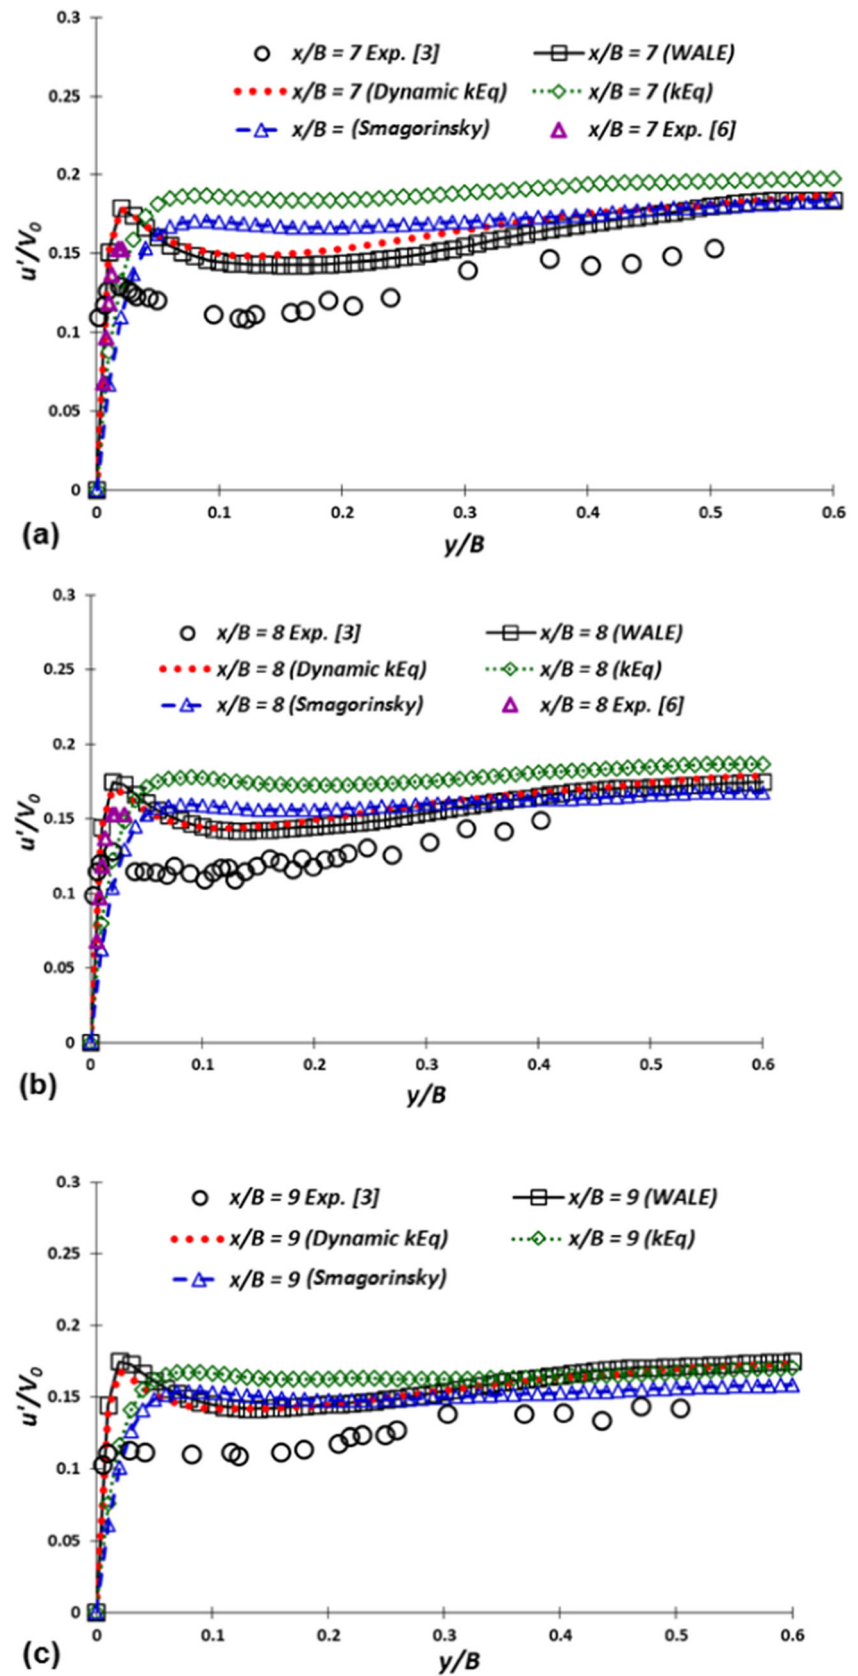 0.3
x/B = 7 Exp. [3]
x/B = 7 (WALE)
0.25
x/B = 7 (Dynamic kEq)
x/B = 7 (kEq)
x/B = (Smagorinsky)
x/B = 7 Exp. [6]
0.2
u'/V0
0.15
0.1
0.05
0
0 0.1 0.2 0.3 0.4 0.5 0.6
(a)
y/B
0.3
x/B = 8 Exp. [3]
x/B = 8 (WALE)
0.25
x/B = 8 (Dynamic kEq)
x/B = 8 (kEq)
x/B = 8 (Smagorinsky)
x/B = 8 Exp. [6]
0.2
u'/V0
0.15
0.1
0.05
0
0 0.1 0.2 0.3 0.4 0.5 0.6
(b)
y/B
0.3
x/B = 9 Exp. [3]
x/B = 9 (WALE)
0.25
x/B = 9 (Dynamic kEq)
x/B = 9 (kEq)
x/B = 9 (Smagorinsky)
0.2
u'/V0
0.15
0.1
0.05
0
0 0.1 0.2 0.3 0.4 0.5 0.6
(c)
y/B